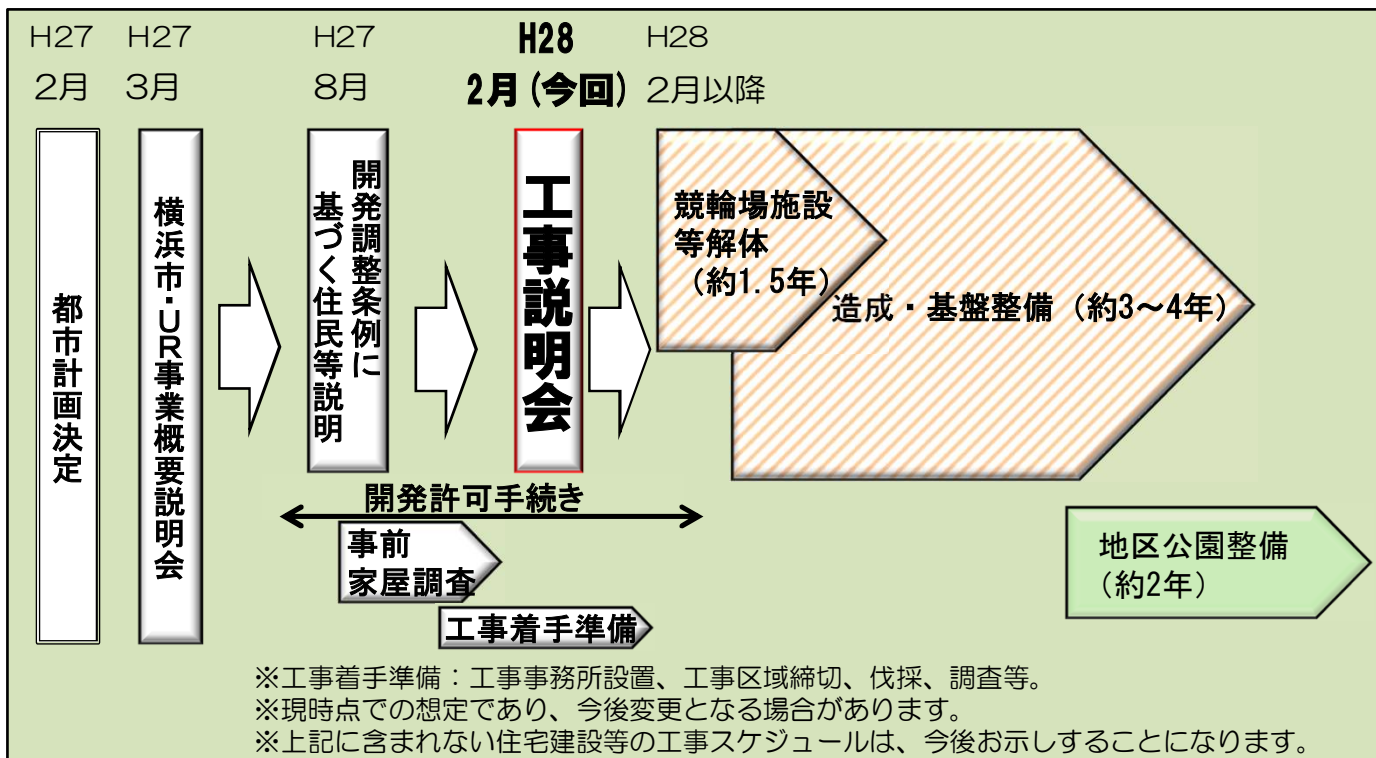 H27
2月
H27
3月
H27
8月
H28
2月(今回)
H28
2月以降
都市計画決定
横浜市・UR事業概要説明会
開発調整条例に
基づく住民等説明
工事説明会
競輪場施設
等解体
(約1.5年)
造成・基盤整備(約3~4年)
開発許可手続き
事前
家屋調査
工事着手準備
地区公園整備
(約2年)
※工事着手準備:工事事務所設置、工事区域締切、伐採、調査等。
※現時点での想定であり、今後変更となる場合があります。
※上記に含まれない住宅建設等の工事スケジュールは、今後お示しすることになります。